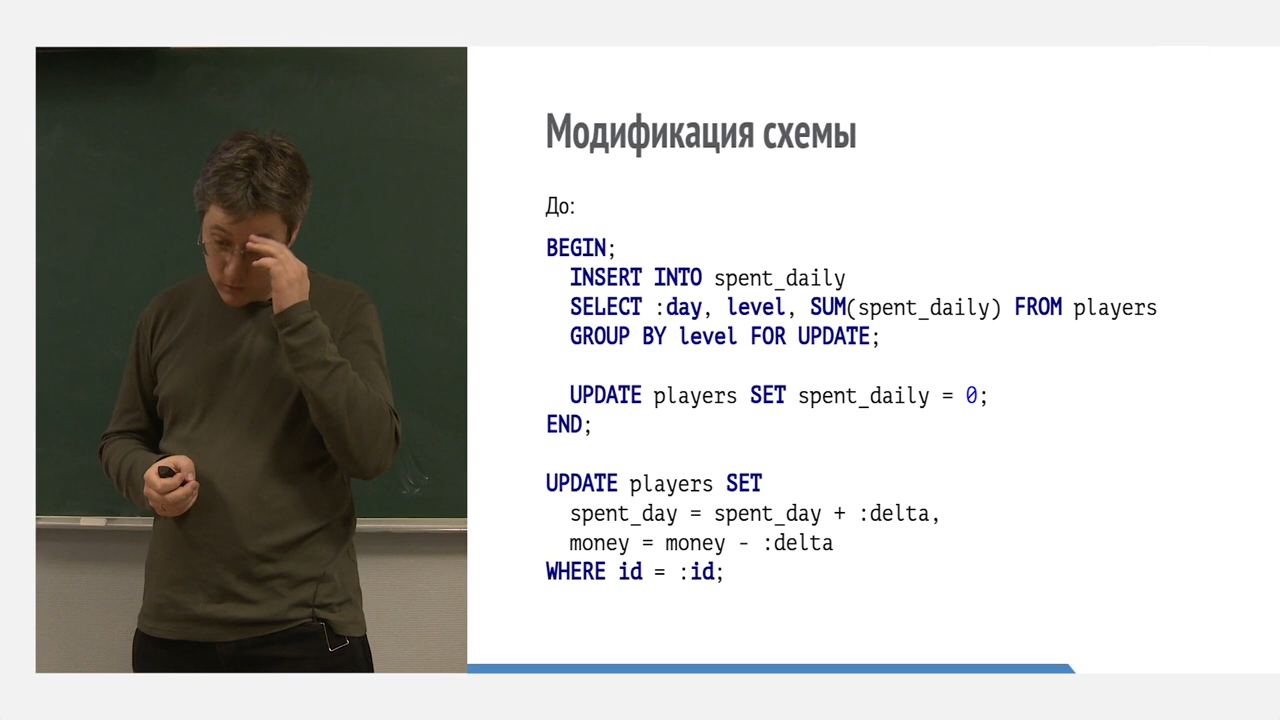 Модификация схемы
До:
BEGIN;
INSERT INTO spent_daily
SELECT :day, level, SUM(spent_daily) FROM players
GROUP BY level FOR UPDATE;
UPDATE players SET spent_daily = 0;
END;
UPDATE players SET
spent_day = spent_day + :delta,
money = money - :delta
WHERE id = :id;